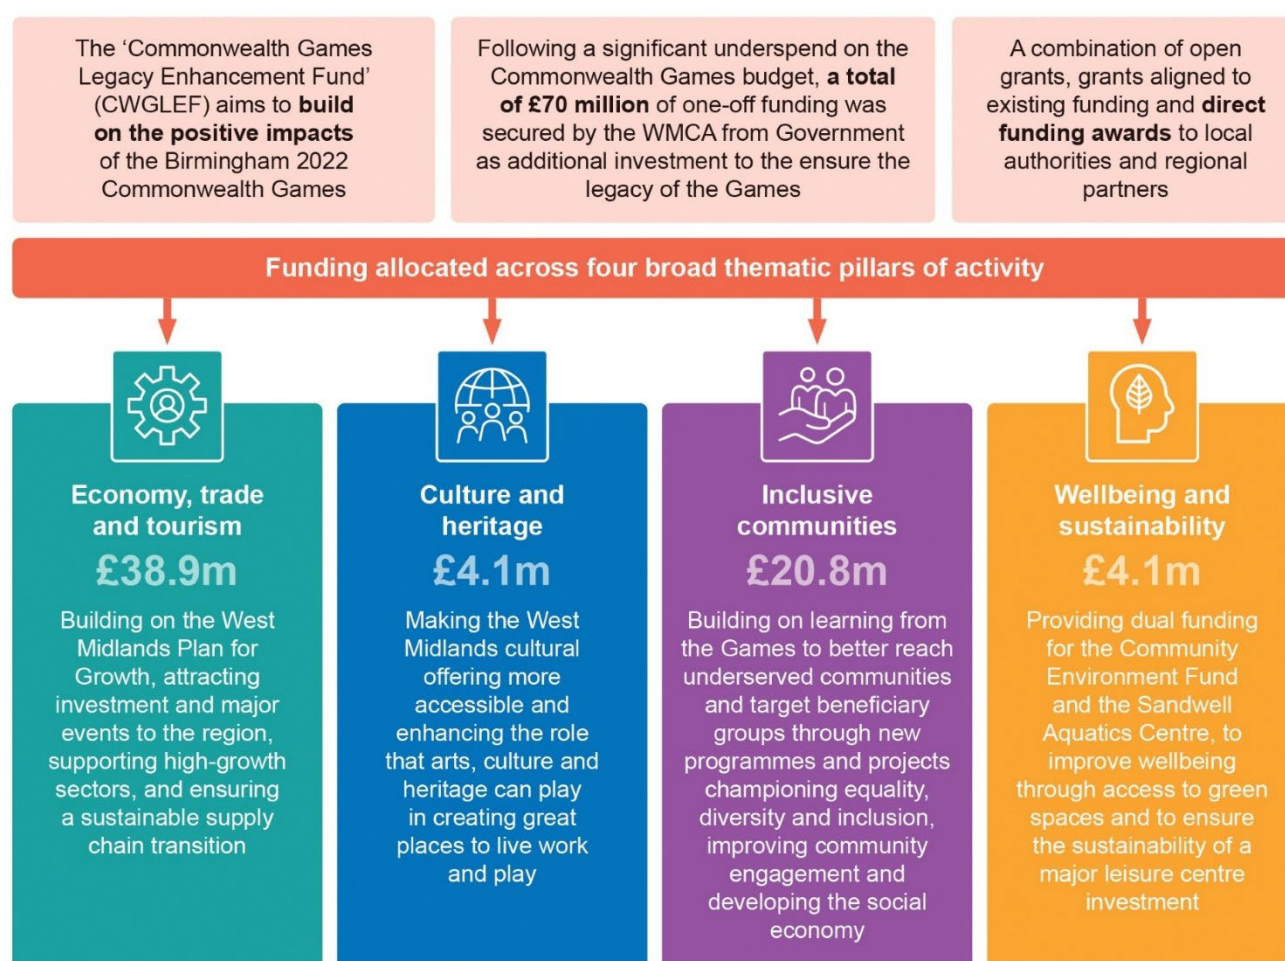 The ‘Commonwealth Games
Legacy Enhancement Fund’
(CWGLEF) aims to build
on the positive impacts
of the Birmingham 2022
Commonwealth Games
Following a significant underspend on the
Commonwealth Games budget, a total
of £70 million of one-off funding was
secured by the WMCA from Government
as additional investment to the ensure the
legacy of the Games
A combination of open
grants, grants aligned to
existing funding and direct
funding awards to local
authorities and regional
partners
Funding allocated across four broad thematic pillars of activity
Economy, trade
and tourism
£38.9m
Building on the West
Midlands Plan for
Growth, attracting
investment and major
events to the region,
supporting high-growth
sectors, and ensuring
a sustainable supply
chain transition
Culture and
heritage
£4.1m
Making the West
Midlands cultural
offering more
accessible and
enhancing the role
that arts, culture and
heritage can play
in creating great
places to live work
and play
Inclusive
communities
£20.8m
Building on learning from
the Games to better reach
underserved communities
and target beneficiary
groups through new
programmes and projects
championing equality,
diversity and inclusion,
improving community
engagement and
developing the social
economy
Wellbeing and
sustainability
£4.1m
Providing dual funding
for the Community
Environment Fund
and the Sandwell
Aquatics Centre, to
improve wellbeing
through access to green
spaces and to ensure
the sustainability of a
major leisure centre
investment